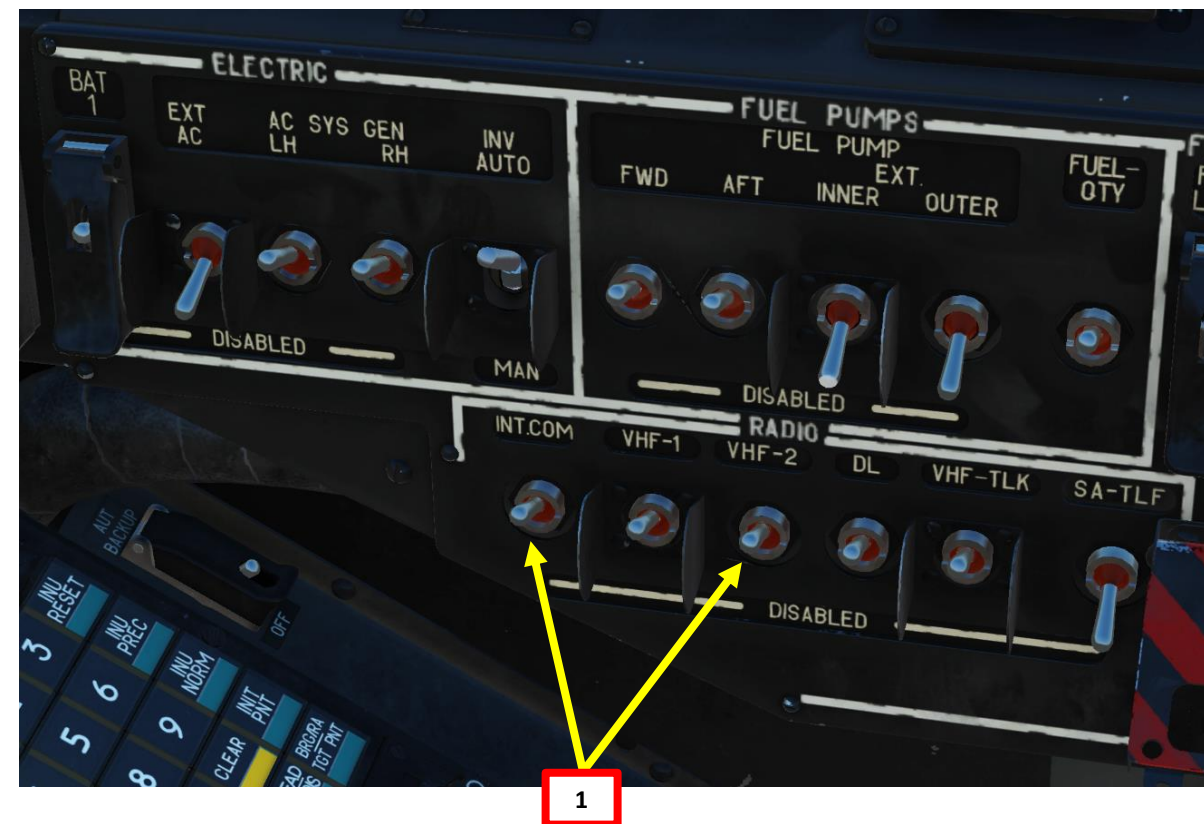 ELECTRIC
BAT
1
EXT
AC
AC SYS GEN
LH RH
INV
AUTO
DISABLED
MAN
FUEL PUMPS
FUEL PUMP
FWD AFT EXT.
INNER OUTER
FUEL-
QTY
DISABLED
RADIO
INT.COM VHF-1 VHF-2 DL VHF-TLK SA-TLF
DISABLED
AUT
BACKUP
OFF
INU
RESET
3
INU
PREC
6
INU
NORM
9
INIT
PNT
5
8
CLEAR
BRG/RA
TGT PNT
1